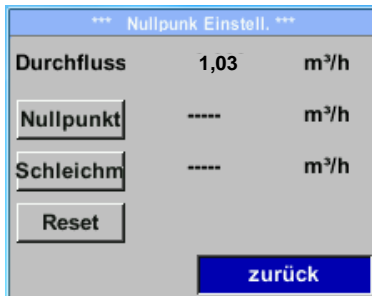 *** Nullpunk Einstell. ***
Durchfluss 1,03 m³/h
Nullpunkt ----- m³/h
Schleichm ----- m³/h
Reset
zurück